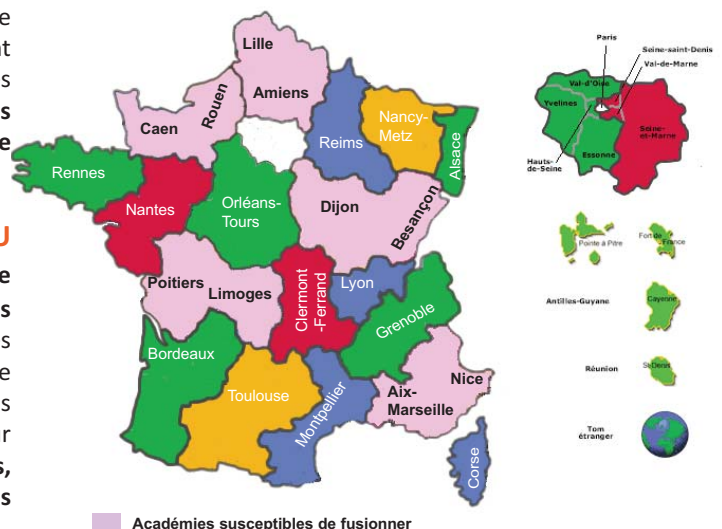 e
nt
s
s
e
U
e
s
s
e
s
ur
s,
s
Lille
Amiens
Rouen
Caen
Reims
Nancy-
Metz
Alsace
Rennes
Nantes
Orléans-
Tours
Dijon
Besançon
Poitiers
Limoges
Clermont
-Ferrand
Lyon
Grenoble
Bordeaux
Toulouse
Montpellier
Aix-
Marseille
Nice
Corse
Académies susceptibles de fusionner
Paris
Seine-saint-Denis
Val-de-Marne
Val-d'Oise
Yvelines
Seine-
et-Marne
Hauts-
de-Seine
Essonne
Pointe à Pitre
Fort de
France
Antilles-Guyane
Cayenne
Réunion
St Denis
Tom
étranger